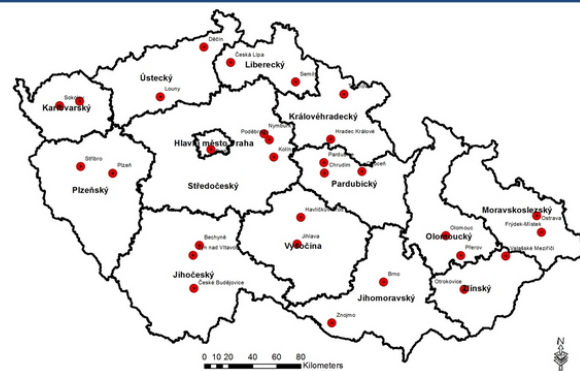 Děčín
Česká Lípa
Liberecký
Ústecký
Semily
Louny
Sokolov
Karlovarský
Královéhradecký
Nymburk
Poděbrady
Hradec Králové
Hlavní město Praha
Kolín
Pardubice
Chrudim
Stříbro
Plzeň
Pardubický
Středočeský
Plzeňský
Moravskoslezský
Ostrava
Frýdek-Místek
Olomouc
Olomoucký
Přerov
Valašské Meziříčí
Bechyně
Jihlava
Vysočina
Jihočeský
České Budějovice
Brno
Jihomoravský
Otrokovice
Zlínský
Znojmo
0 10 20 40 60 80
Kilometers
N